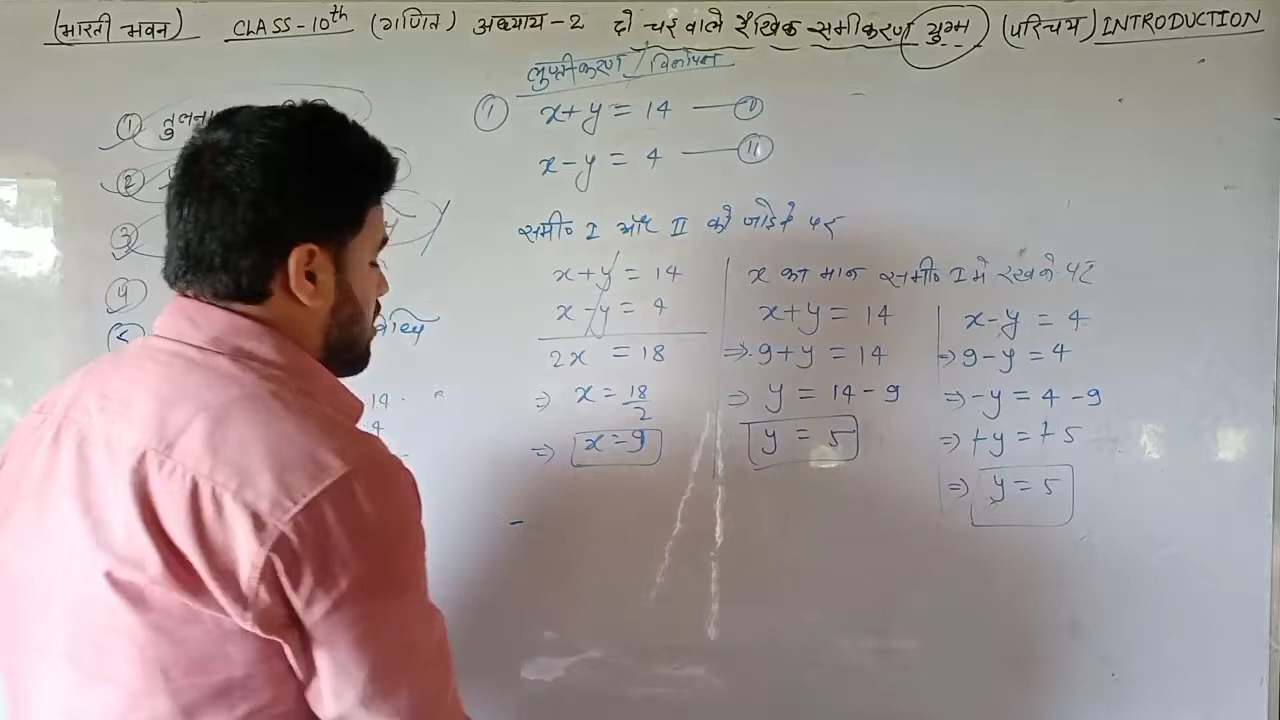 (भारती भवन) CLASS-10th (गणित) अध्याय-2 दो चर वाले रैखिक समीकरण युग्म (परिचय) INTRODUCTION
लुप्तीकरण / विलोपन
① x+y = 14 —①
x-y = 4 —⑪
समी० I और II को जोड़ने पर
x+y = 14
x-y = 4
2x = 18
⇒ x = 18/2
⇒ x=9
x का मान समी० I में रखने पर
x+y = 14
⇒ 9+y = 14
⇒ y = 14-9
y = 5
x-y = 4
⇒ 9-y = 4
⇒ -y = 4-9
⇒ +y = +5
⇒ y = 5
①
②
③
④
⑤ विधि
14
4